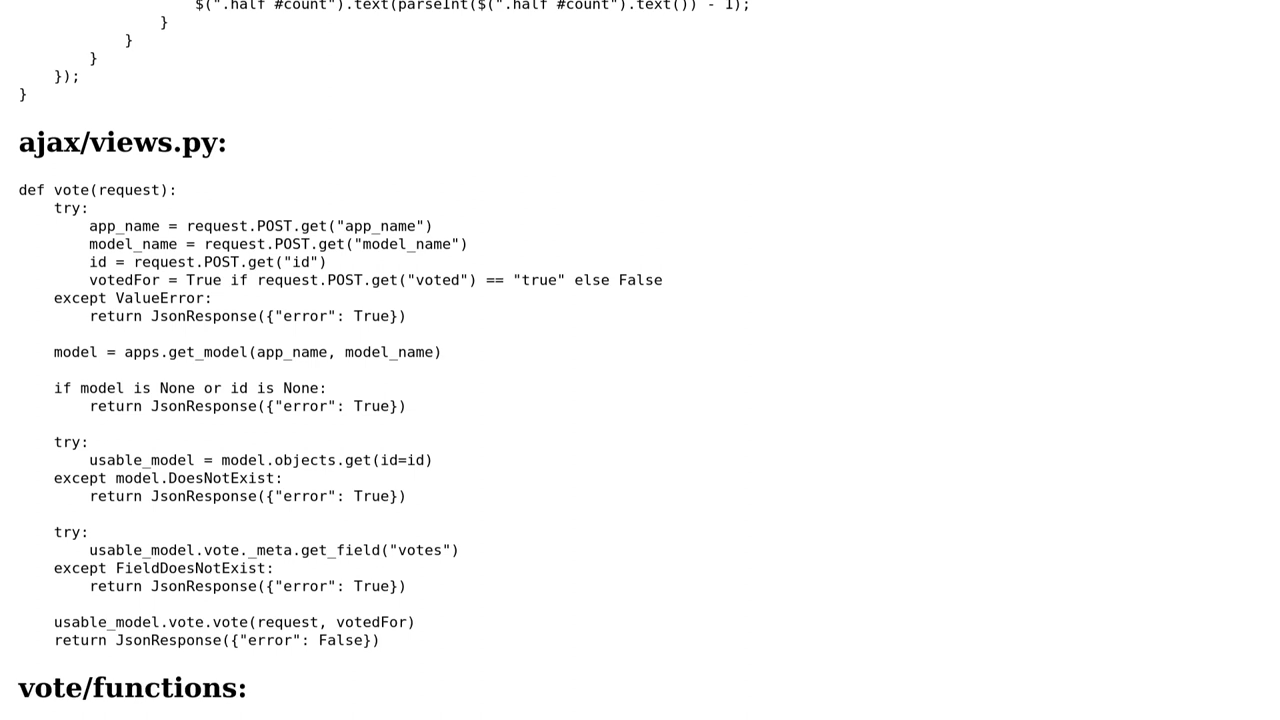 $(".half #count").text(parseInt($(".half #count").text()) - 1);
}
}
}
});
}
ajax/views.py:
def vote(request):
try:
app_name = request.POST.get("app_name")
model_name = request.POST.get("model_name")
id = request.POST.get("id")
votedFor = True if request.POST.get("voted") == "true" else False
except ValueError:
return JsonResponse({"error": True})
model = apps.get_model(app_name, model_name)
if model is None or id is None:
return JsonResponse({"error": True})
try:
usable_model = model.objects.get(id=id)
except model.DoesNotExist:
return JsonResponse({"error": True})
try:
usable_model.vote._meta.get_field("votes")
except FieldDoesNotExist:
return JsonResponse({"error": True})
usable_model.vote.vote(request, votedFor)
return JsonResponse({"error": False})
vote/functions: